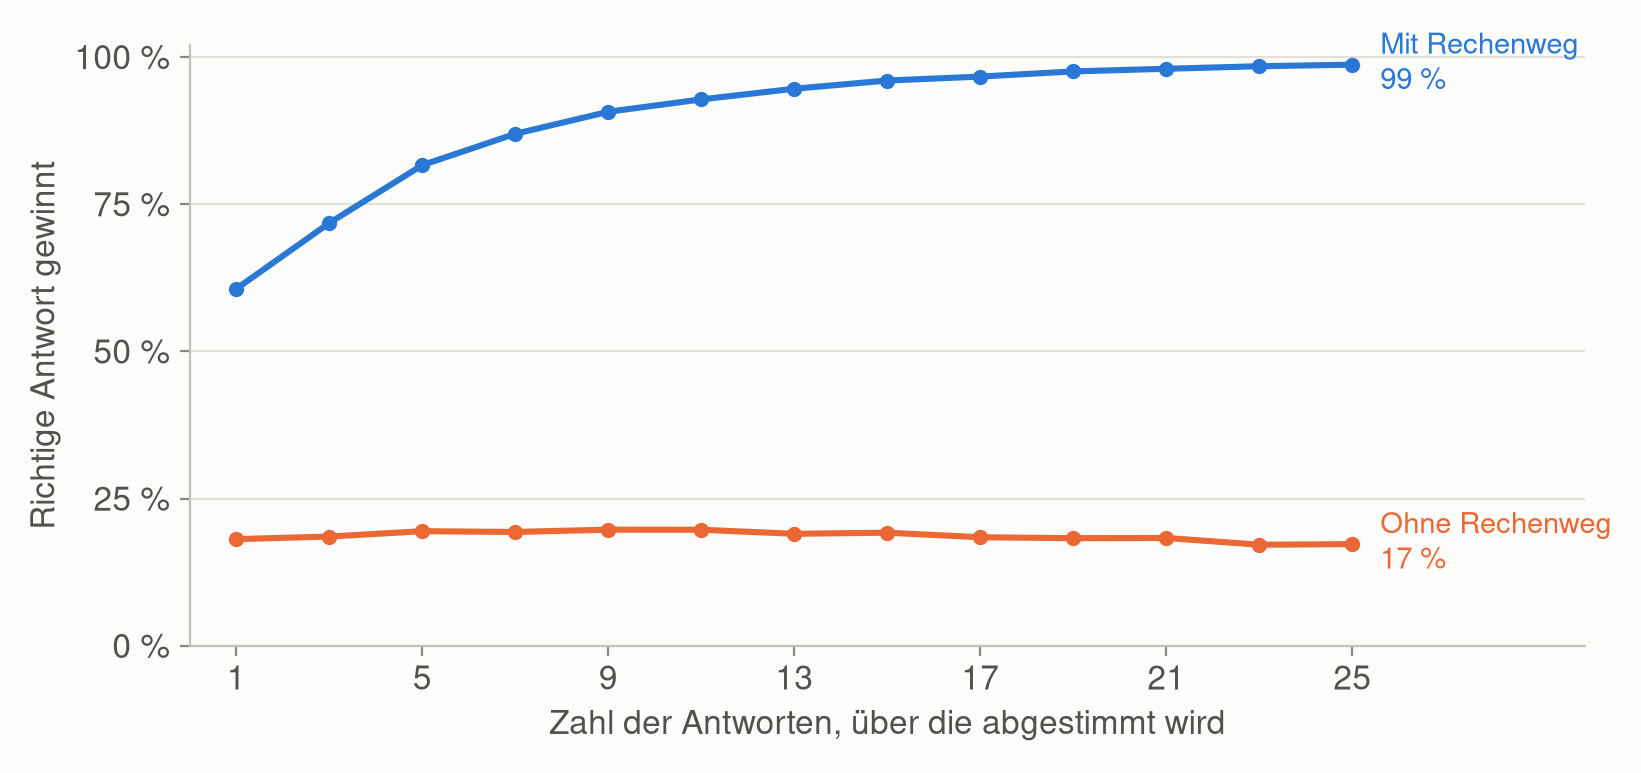 Richtige Antwort gewinnt
100 %
75 %
50 %
25 %
0 %
Mit Rechenweg
99 %
Ohne Rechenweg
17 %
1 5 9 13 17 21 25
Zahl der Antworten, über die abgestimmt wird